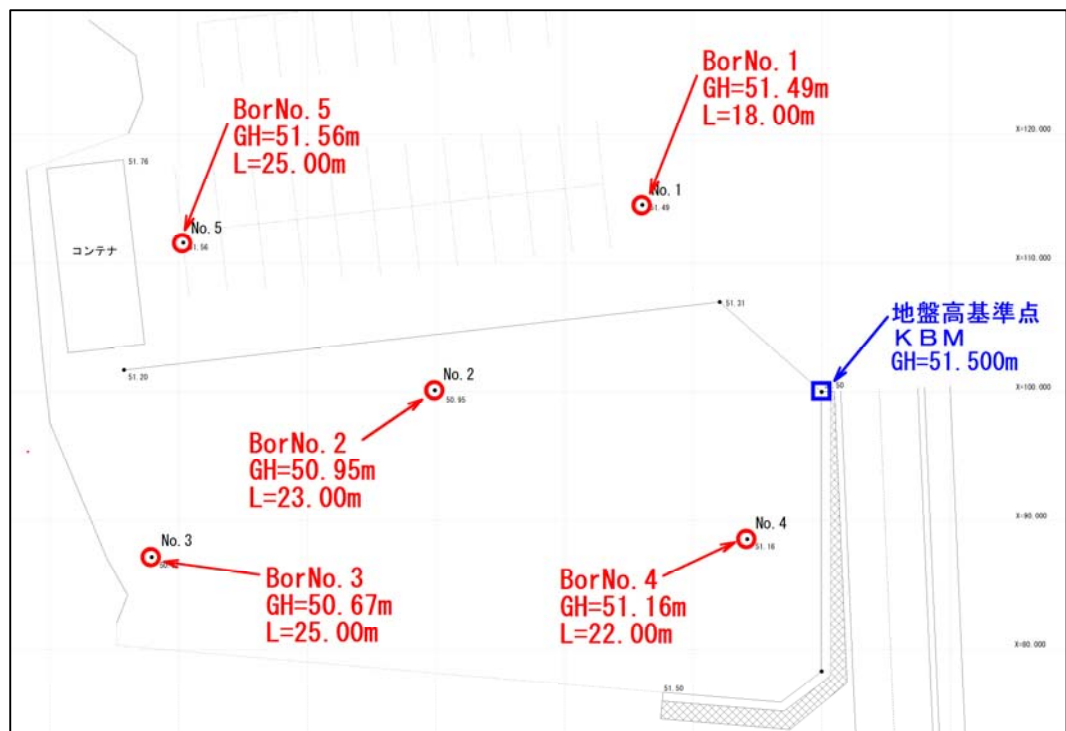 BorNo. 1
GH=51.49m
L=18.00m
BorNo. 5
GH=51.56m
L=25.00m
X=120.000
51.76
No. 1
51.49
No. 5
51.56
コンテナ
X=110.000
51.31
地盤高基準点
KBM
GH=51.500m
51.20
No. 2
50.95
X=100.000
BorNo. 2
GH=50.95m
L=23.00m
X=90.000
No. 4
51.16
No. 3
BorNo. 3
GH=50.67m
L=25.00m
BorNo. 4
GH=51.16m
L=22.00m
X=80.000
51.50